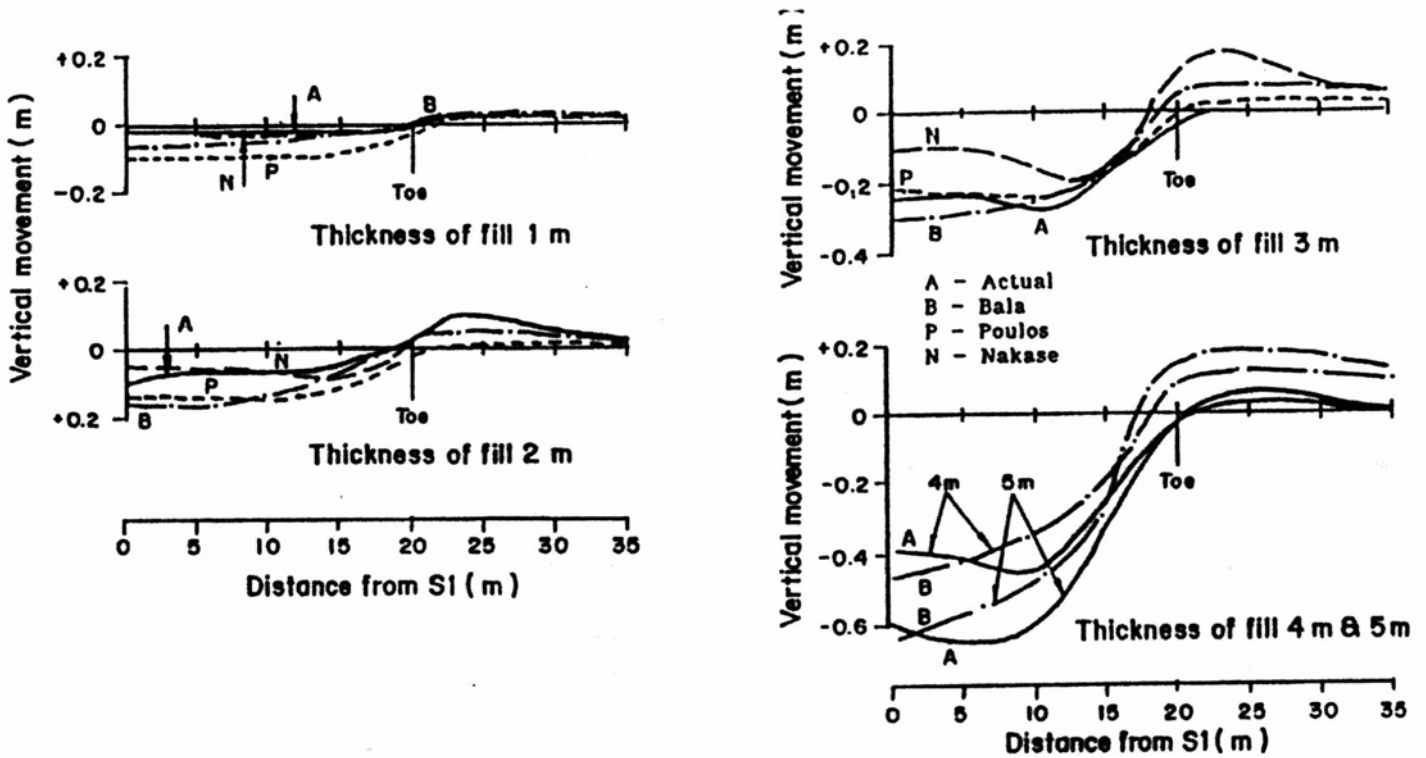 Vertical movement ( m )
+0.2
0
-0.2
A
B
N
P
Toe
Thickness of fill 1 m
+0.2
0
+0.2
A
N
P
B
Toe
Thickness of fill 2 m
0 5 10 15 20 25 30 35
Distance from S1 ( m )
Vertical movement ( m )
+0.2
0
-0.2
-0.4
N
P
B
A
Toe
Thickness of fill 3 m
A - Actual
B - Bala
P - Poulos
N - Nakase
Vertical movement ( m )
+0.2
0
-0.2
-0.4
-0.6
4m
5m
A
B
B
A
Toe
Thickness of fill 4 m & 5m
0 5 10 15 20 25 30 35
Distance from S1 ( m )